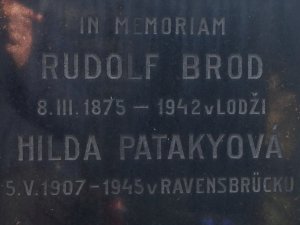 IN MEMORIAM
RUDOLF BROD
8.III.1875 – 1942 v LODŽI
HILDA PATAKYOVÁ
5.V.1907 – 1945 v RAVENSBRÜCKU